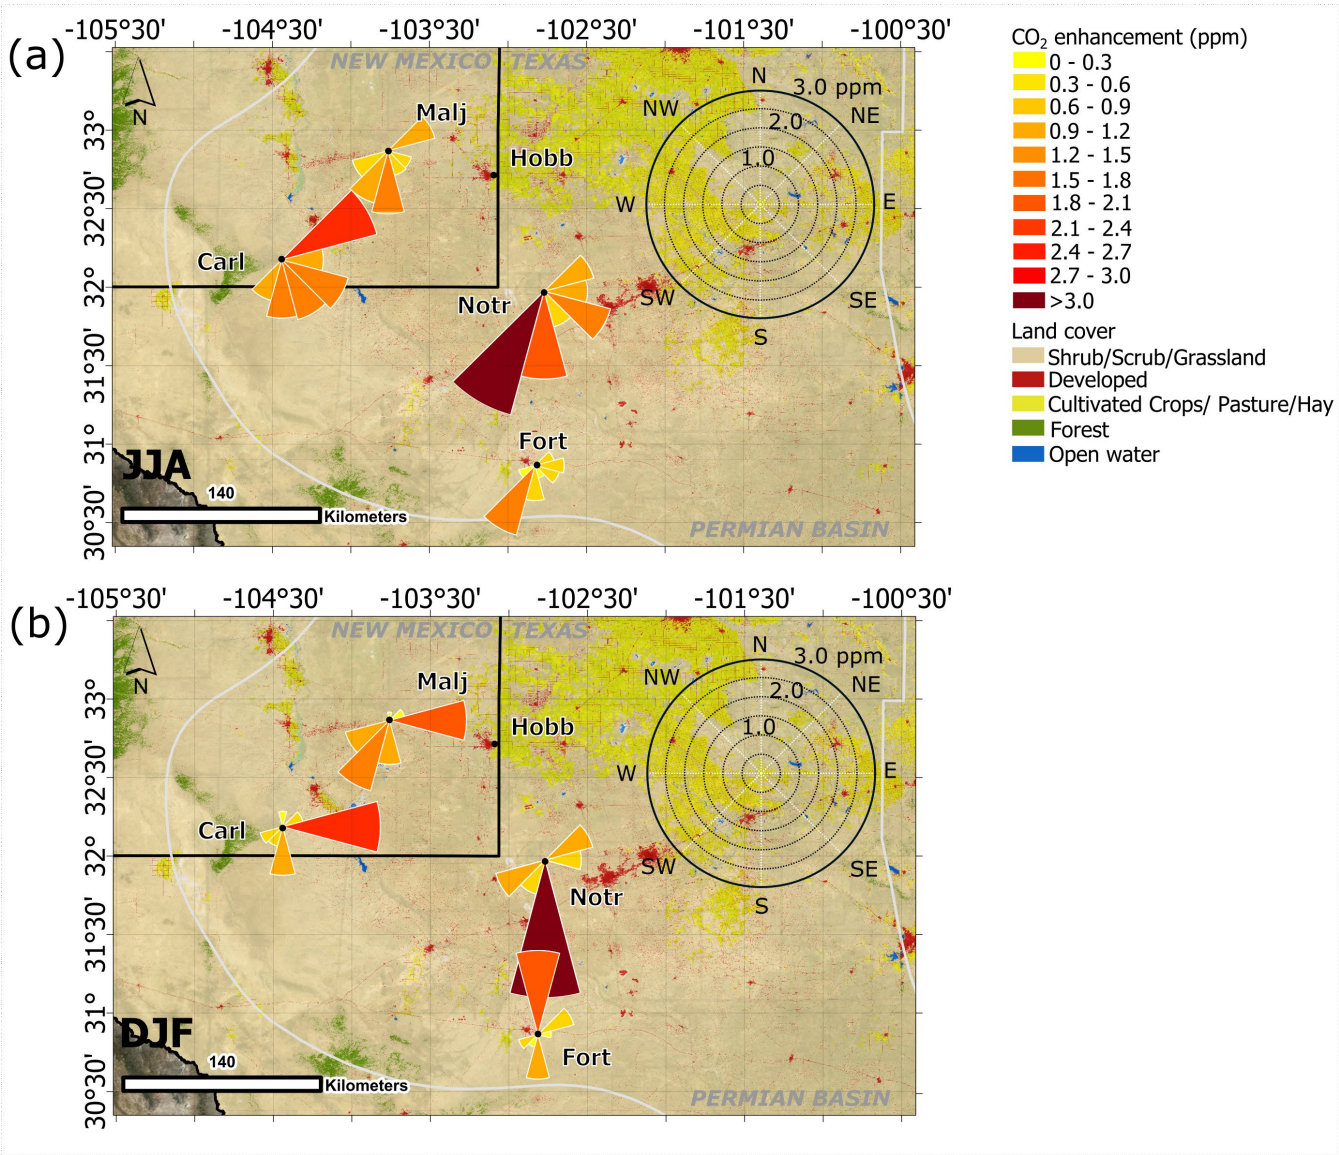 -105°30' -104°30' -103°30' -102°30' -101°30' -100°30'
(a)
NEW MEXICO TEXAS
N
33°
32°30'
32°
31°30'
31°
30°30'
Malj
Hobb
Carl
Notr
Fort
N
3.0 ppm
NW
NE
2.0
1.0
W
E
SW
SE
S
JJA
140
Kilometers
PERMIAN BASIN
CO2 enhancement (ppm)
0 - 0.3
0.3 - 0.6
0.6 - 0.9
0.9 - 1.2
1.2 - 1.5
1.5 - 1.8
1.8 - 2.1
2.1 - 2.4
2.4 - 2.7
2.7 - 3.0
>3.0
Land cover
Shrub/Scrub/Grassland
Developed
Cultivated Crops/ Pasture/Hay
Forest
Open water
-105°30' -104°30' -103°30' -102°30' -101°30' -100°30'
(b)
NEW MEXICO TEXAS
N
33°
32°30'
32°
31°30'
31°
30°30'
Malj
Hobb
Carl
Notr
Fort
N
3.0 ppm
NW
NE
2.0
1.0
W
E
SW
SE
S
DJF
140
Kilometers
PERMIAN BASIN